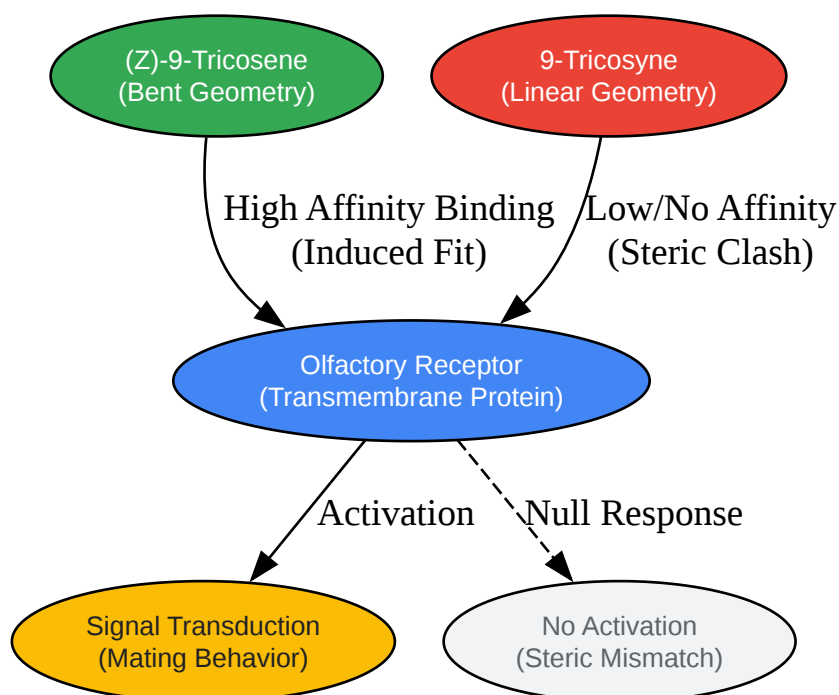 (Z)-9-Tricosene
(Bent Geometry)
9-Tricosyne
(Linear Geometry)
High Affinity Binding
(Induced Fit)
Low/No Affinity
(Steric Clash)
Olfactory Receptor
(Transmembrane Protein)
Activation
Null Response
Signal Transduction
(Mating Behavior)
No Activation
(Steric Mismatch)